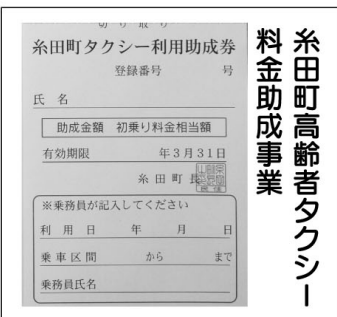 糸田町高齢者タクシー
料金助成事業
切り取り
糸田町タクシー利用助成券
登録番号 号
氏 名
助成金額 初乗り料金相当額
有効期限 年3月31日
糸 田 町 長
※乗務員が記入してください
利 用 日 年 月 日
乗 車 区 間 から まで
乗務員氏名